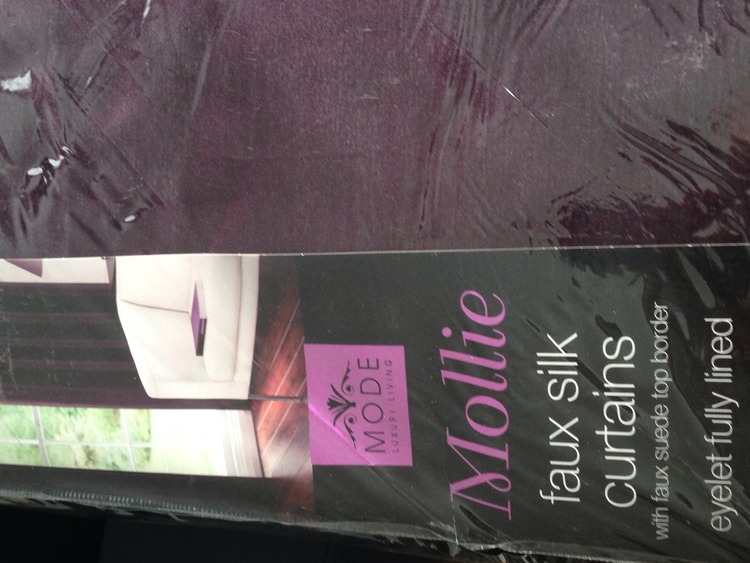 MODE
LUXURY LIVING
Mollie
faux silk
curtains
with faux suede top border
eyelet fully lined